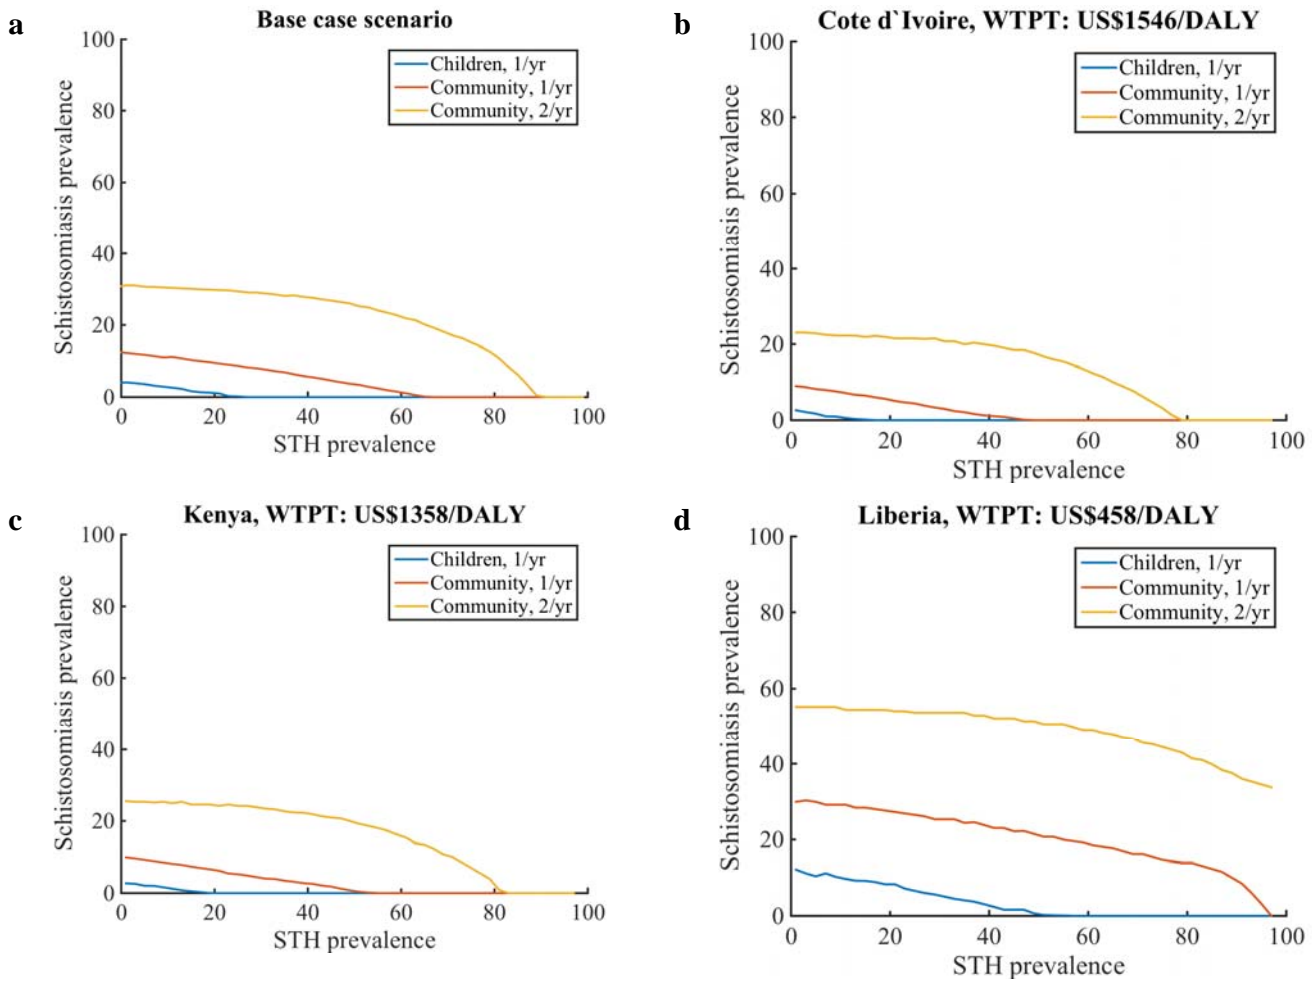 a
Base case scenario
100
80
60
40
20
0
Schistosomiasis prevalence
Children, 1/yr
Community, 1/yr
Community, 2/yr
0 20 40 60 80 100
STH prevalence
b
Cote d`Ivoire, WTPT: US$1546/DALY
100
80
60
40
20
0
Schistosomiasis prevalence
Children, 1/yr
Community, 1/yr
Community, 2/yr
0 20 40 60 80 100
STH prevalence
c
Kenya, WTPT: US$1358/DALY
100
80
60
40
20
0
Schistosomiasis prevalence
Children, 1/yr
Community, 1/yr
Community, 2/yr
0 20 40 60 80 100
STH prevalence
d
Liberia, WTPT: US$458/DALY
100
80
60
40
20
0
Schistosomiasis prevalence
Children, 1/yr
Community, 1/yr
Community, 2/yr
0 20 40 60 80 100
STH prevalence